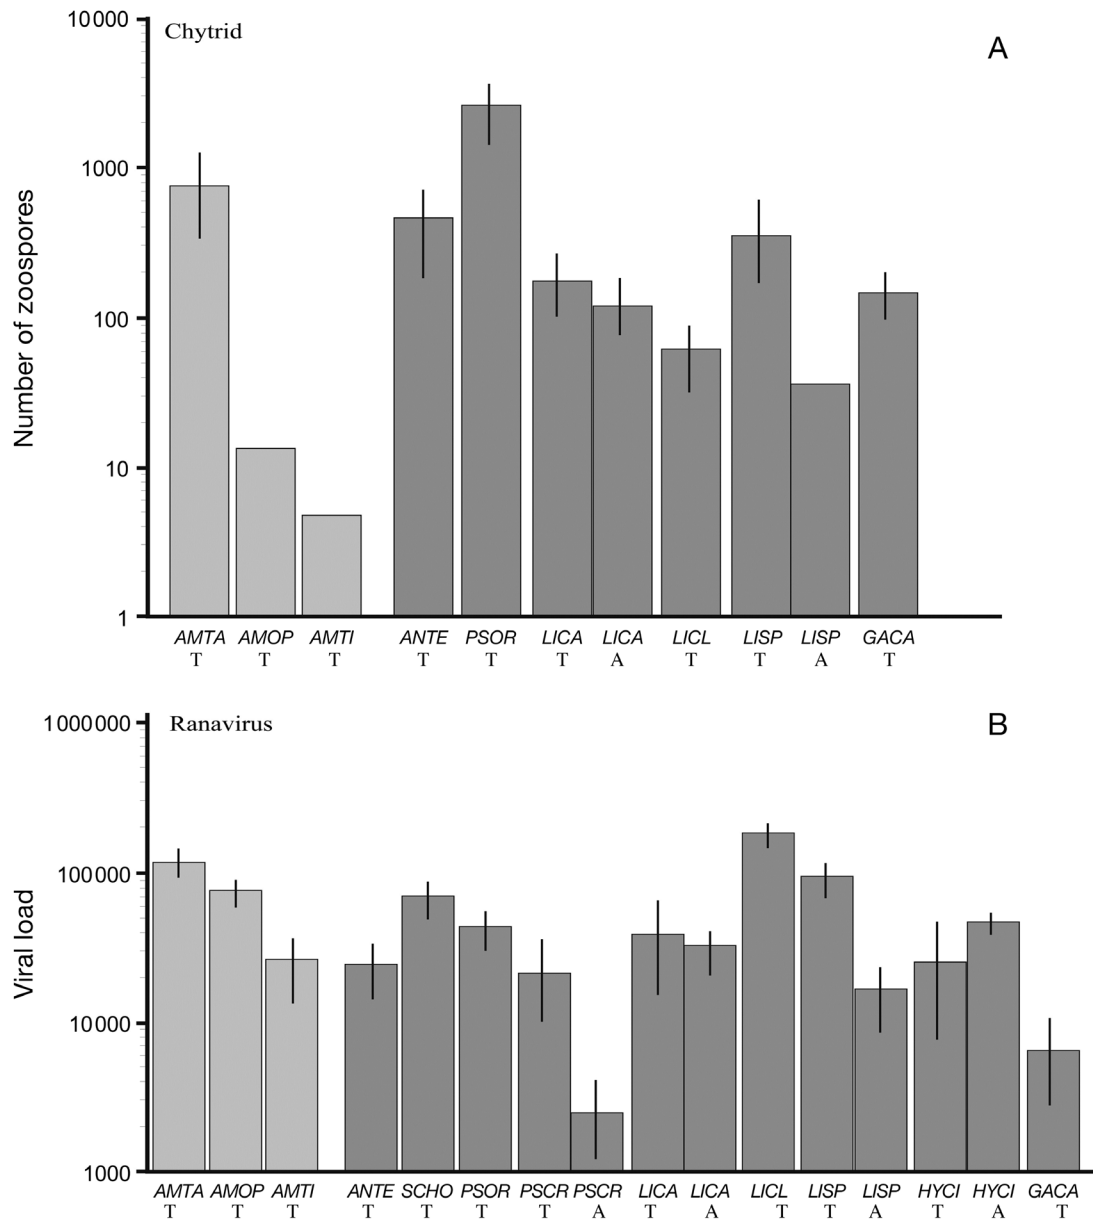 10000
Chytrid
A
1000
100
10
1
Number of zoospores
AMTA AMOP AMTI ANTE PSOR LICA LICA LICL LISP LISP GACA
T T T T T T A T T A T
1000000
Ranavirus
B
100000
10000
1000
Viral load
AMTA AMOP AMTI ANTE SCHO PSOR PSCR PSCR LICA LICA LICL LISP LISP HYCI HYCI GACA
T T T T T T T A T A T T A T A T